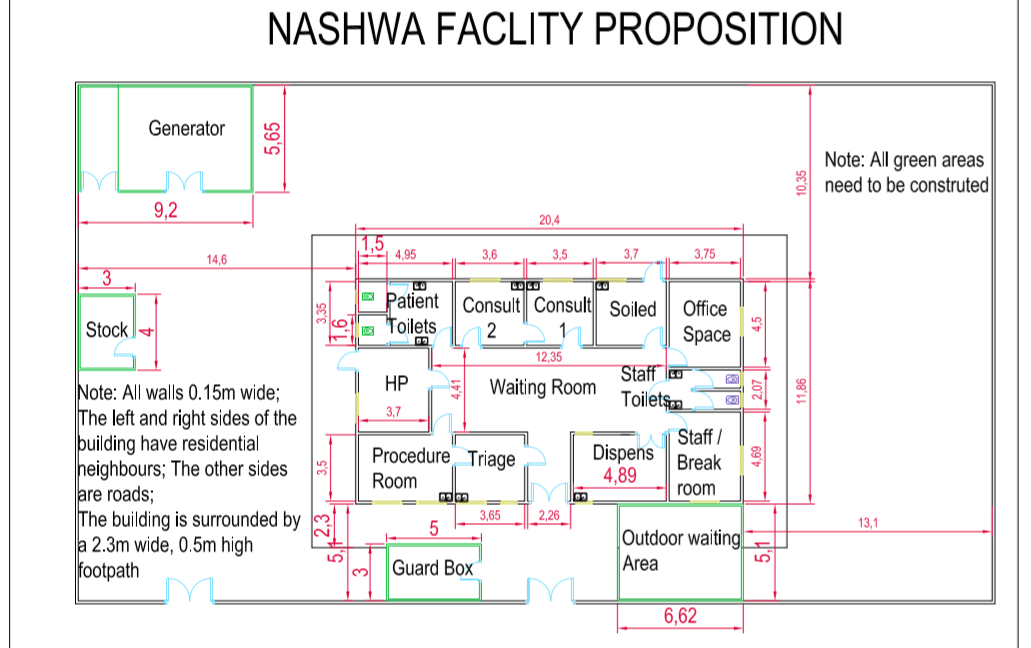 NASHWA FACLITY PROPOSITION
Generator
5,65
9,2
Note: All green areas
need to be construted
10,35
20,4
14,6
1,5
4,95
3,6
3,5
3,7
3,75
3
Stock
4
3,35
1,6
Patient
Toilets
Consult
2
Consult
1
Soiled
Office
Space
4,5
12,35
HP
3,7
4,41
Waiting Room
Staff
Toilets
2,07
11,86
Note: All walls 0.15m wide;
The left and right sides of the
building have residential
neighbours; The other sides
are roads;
The building is surrounded by
a 2.3m wide, 0.5m high
footpath
3,5
Procedure
Room
Triage
Dispens
4,89
Staff /
Break
room
4,69
3,65
2,26
2,3
5,1
5
3
Guard Box
Outdoor waiting
Area
5,1
13,1
6,62